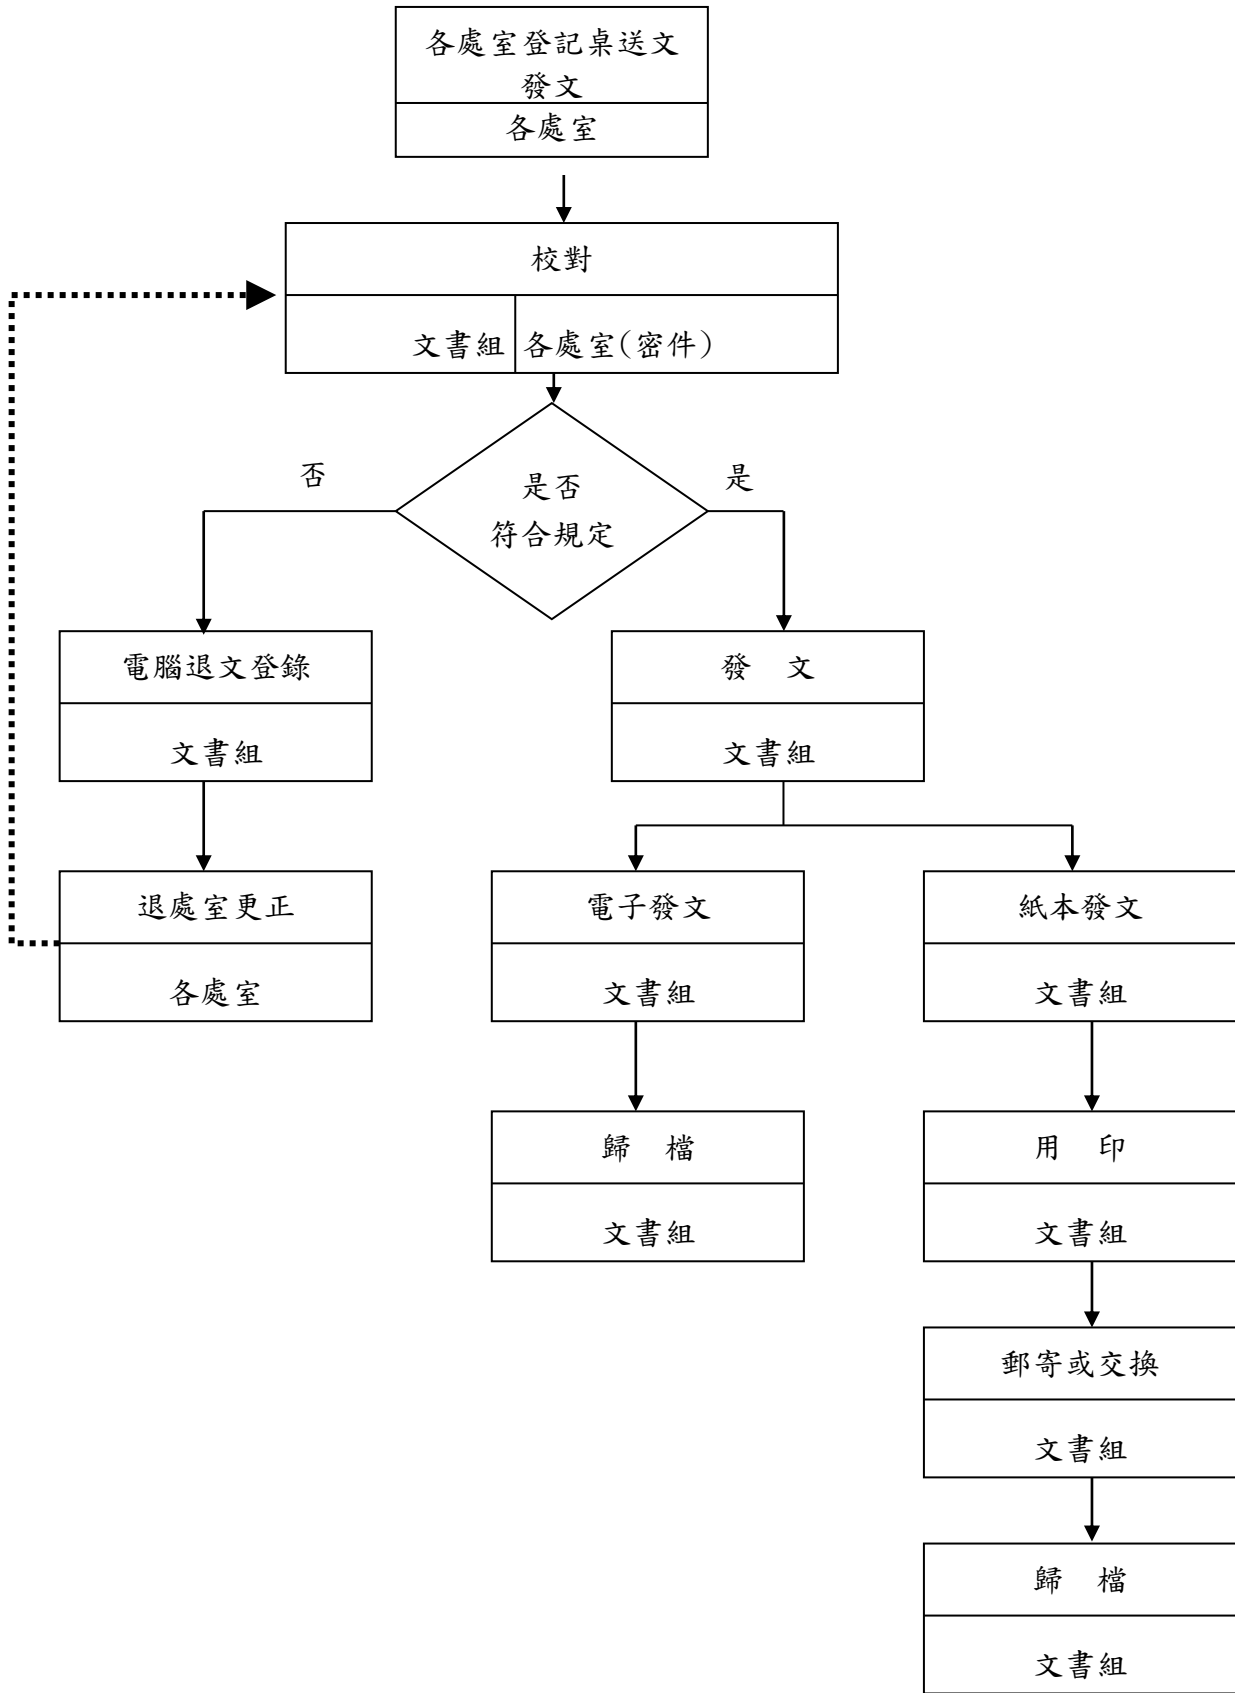 各處室登記桌送文
發文
各處室
校對
文書組
各處室(密件)
否
是
是否
符合規定
電腦退文登錄
文書組
發　文
文書組
退處室更正
各處室
電子發文
文書組
紙本發文
文書組
歸　檔
文書組
用　印
文書組
郵寄或交換
文書組
歸　檔
文書組